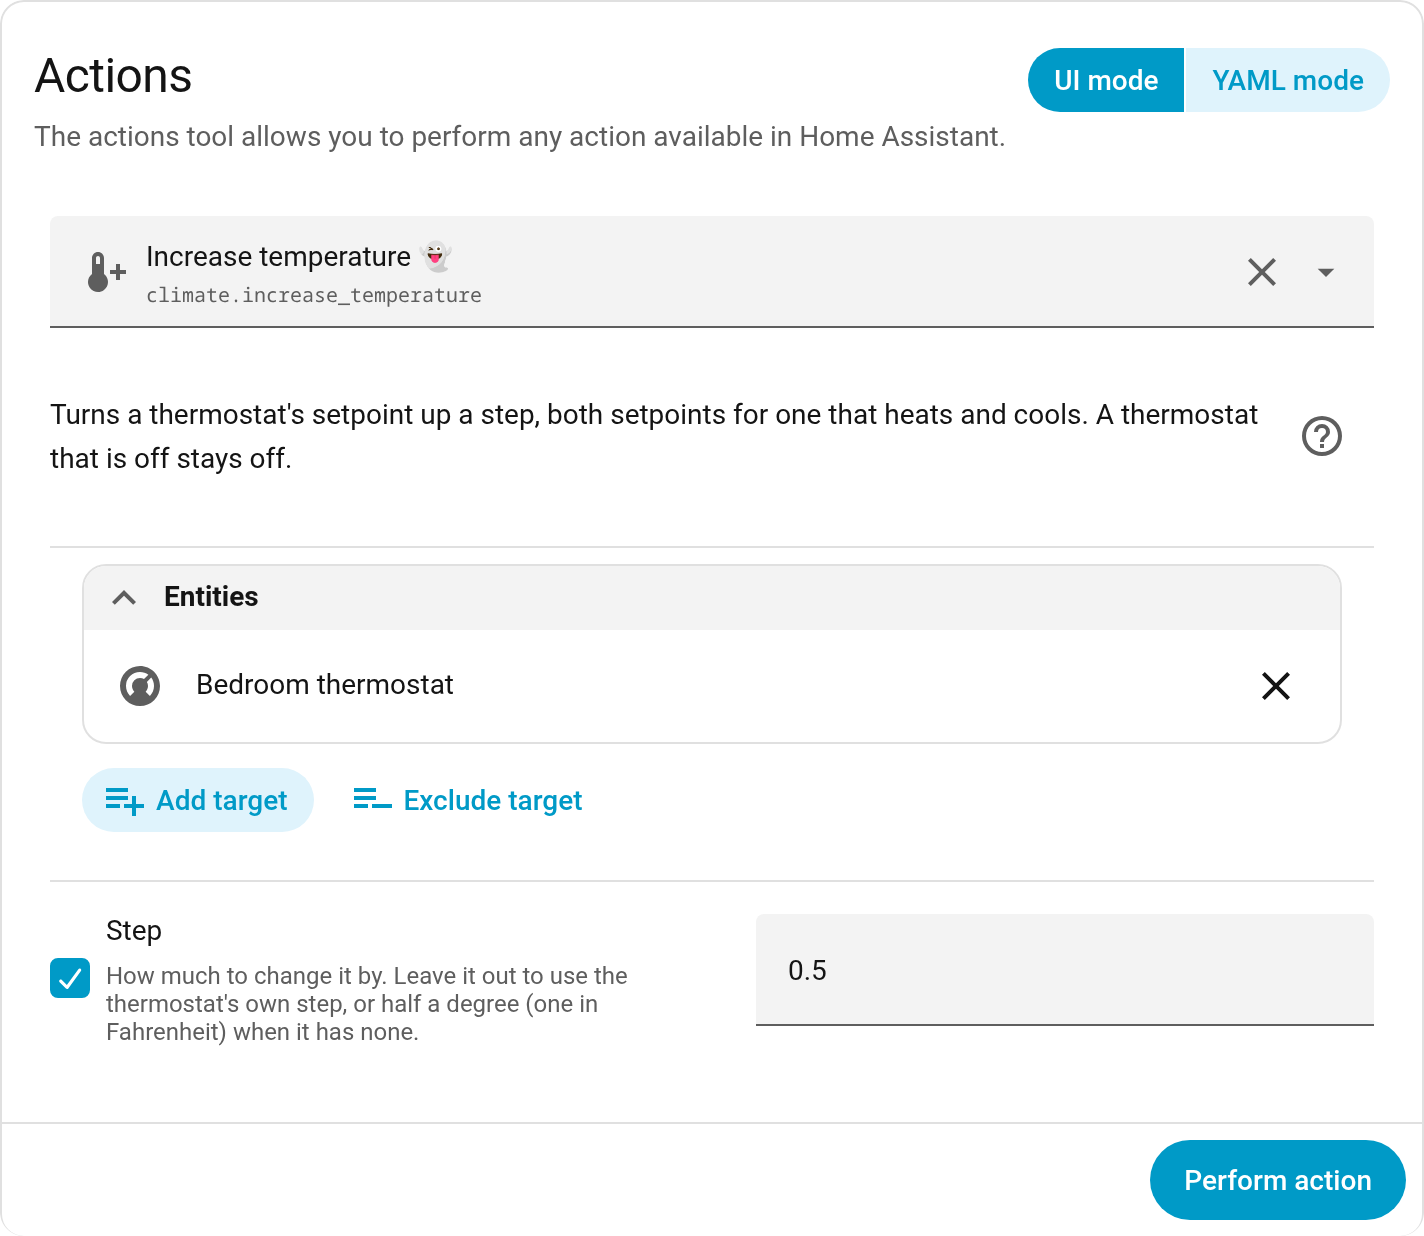 Actions
UI mode
YAML mode
The actions tool allows you to perform any action available in Home Assistant.
Increase temperature 👻
climate.increase_temperature
Turns a thermostat's setpoint up a step, both setpoints for one that heats and cools. A thermostat
that is off stays off.
Entities
Bedroom thermostat
Add target
Exclude target
Step
How much to change it by. Leave it out to use the
thermostat's own step, or half a degree (one in
Fahrenheit) when it has none.
0.5
Perform action